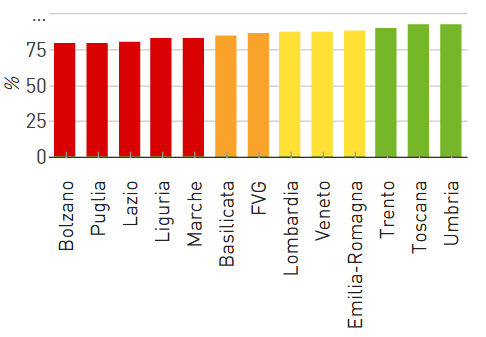 ...
75
50
25
0
%
Bolzano
Puglia
Lazio
Liguria
Marche
Basilicata
FVG
Lombardia
Veneto
Emilia-Romagna
Trento
Toscana
Umbria